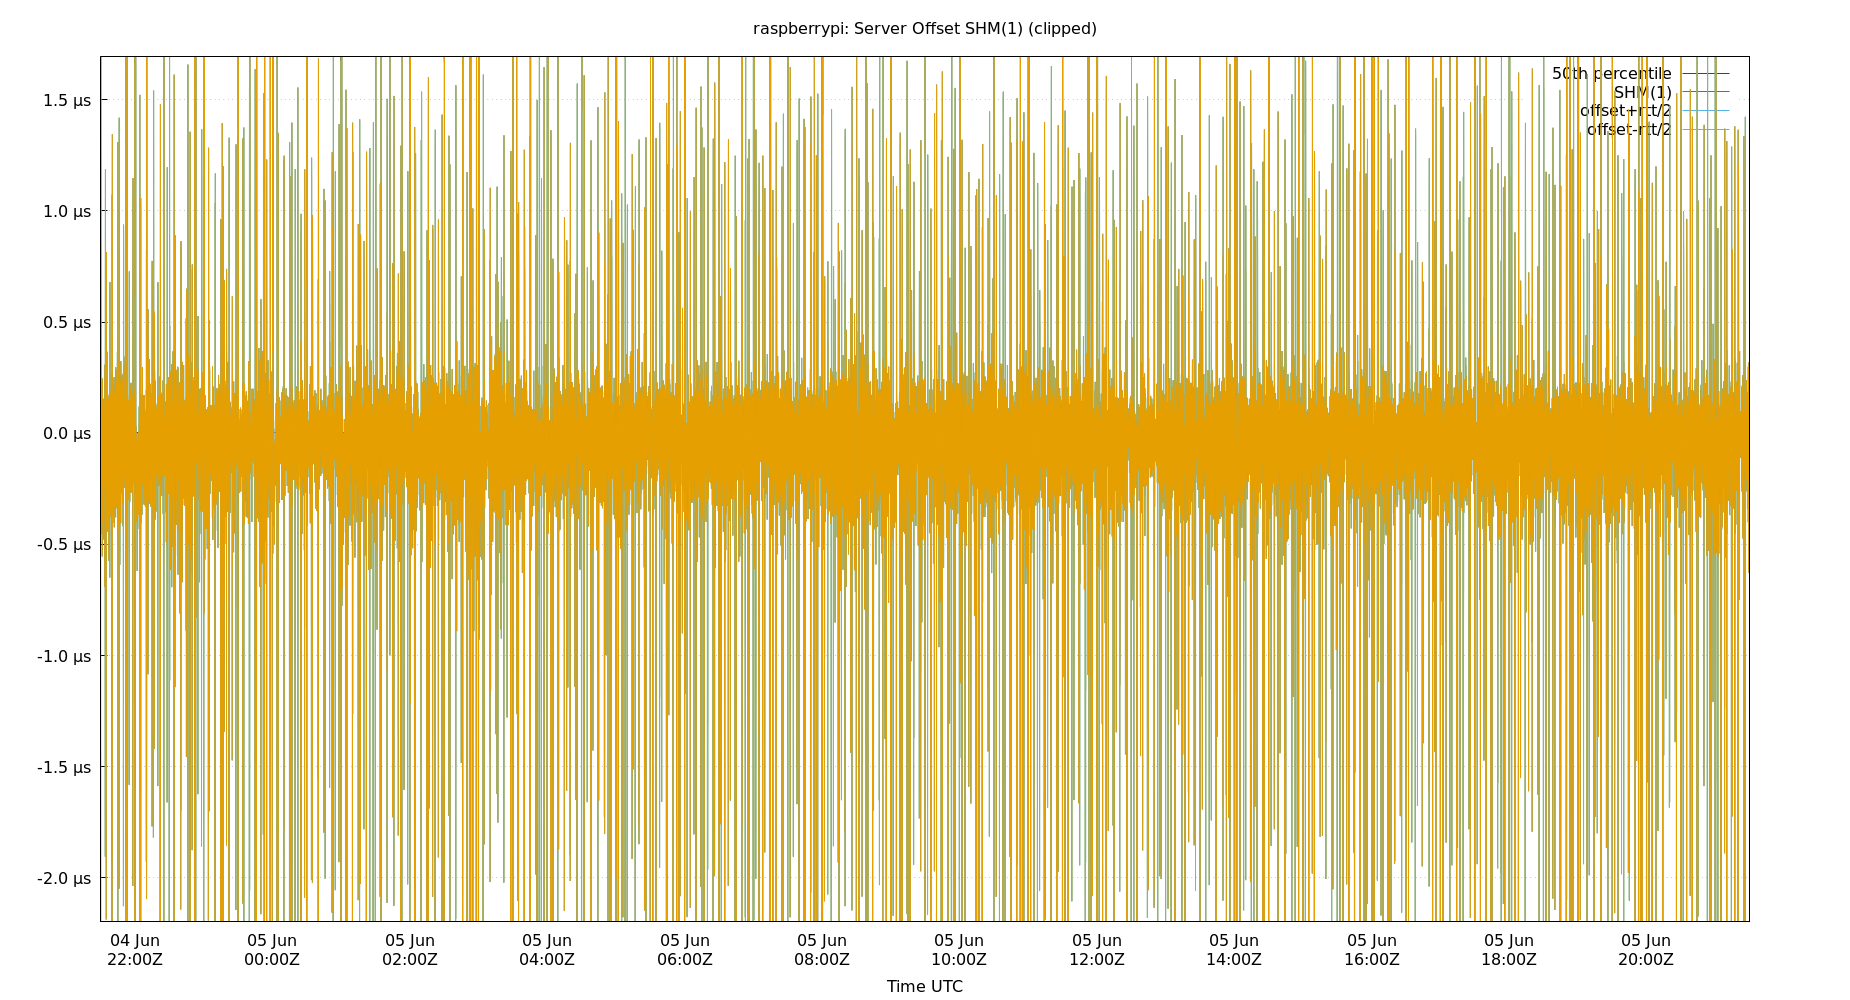 raspberrypi: Server Offset SHM(1) (clipped)
50th percentile
SHM(1)
offset+rtt/2
offset-rtt/2
1.5 μs
1.0 μs
0.5 μs
0.0 μs
-0.5 μs
-1.0 μs
-1.5 μs
-2.0 μs
04 Jun 05 Jun 05 Jun 05 Jun 05 Jun 05 Jun 05 Jun 05 Jun 05 Jun 05 Jun 05 Jun 05 Jun
22:00Z 00:00Z 02:00Z 04:00Z 06:00Z 08:00Z 10:00Z 12:00Z 14:00Z 16:00Z 18:00Z 20:00Z
Time UTC